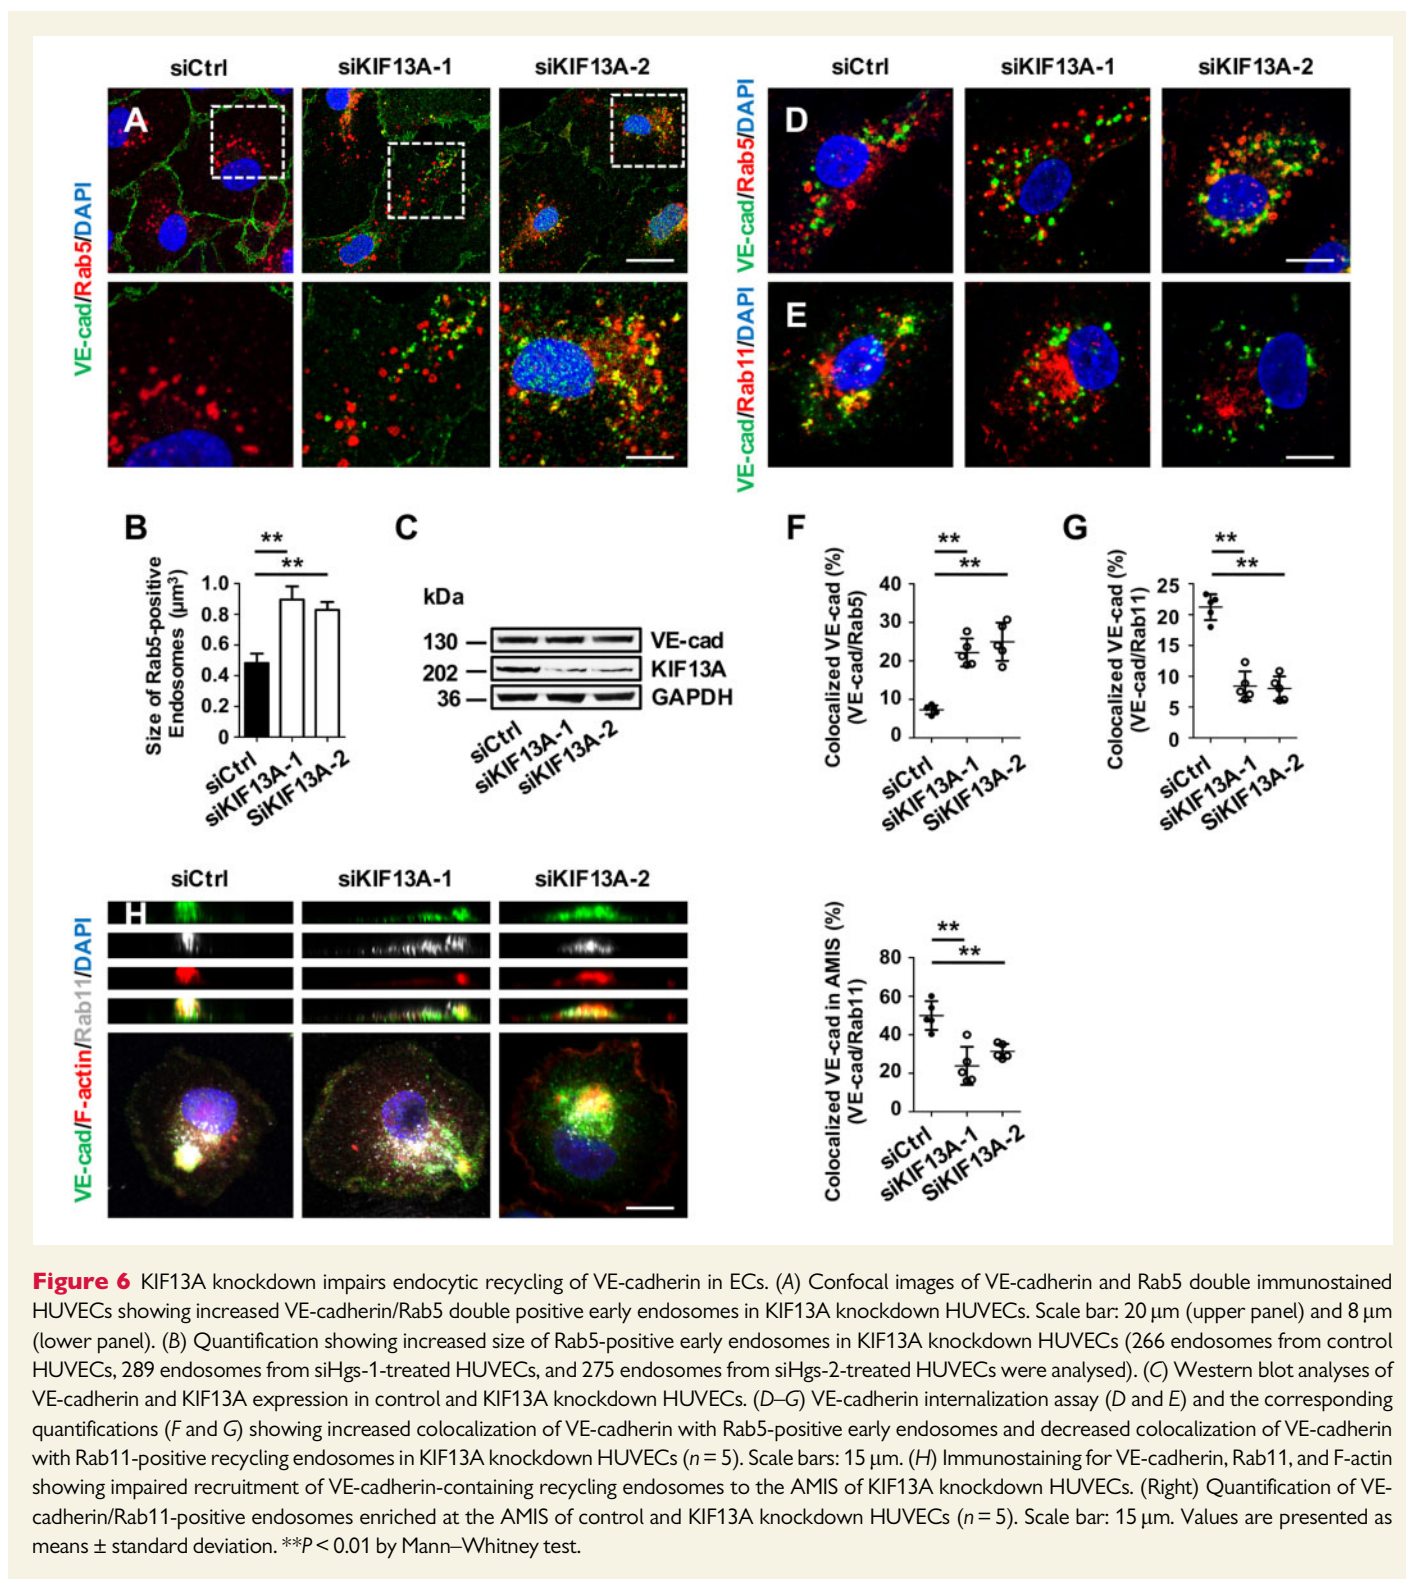 siCtrl siKIF13A-1 siKIF13A-2
A
VE-cad/Rab5/DAPI
siCtrl siKIF13A-1 siKIF13A-2
D
VE-cad/Rab5/DAPI
E
VE-cad/Rab11/DAPI
B
** 
**
Size of Rab5-positive
Endosomes (µm³)
1.0
0.8
0.6
0.4
0.2
0
siCtrl
siKIF13A-1
SiKIF13A-2
C
kDa
130 VE-cad
202 KIF13A
36 GAPDH
siCtrl
siKIF13A-1
siKIF13A-2
F
**
**
Colocalized VE-cad (%)
(VE-cad/Rab5)
40
30
20
10
0
siCtrl
siKIF13A-1
SiKIF13A-2
G
**
**
Colocalized VE-cad (%)
(VE-cad/Rab11)
25
20
15
10
5
0
siCtrl
siKIF13A-1
SiKIF13A-2
siCtrl siKIF13A-1 siKIF13A-2
H
VE-cad/F-actin/Rab11/DAPI
**
**
Colocalized VE-cad in AMIS (%)
(VE-cad/Rab11)
80
60
40
20
0
siCtrl
siKIF13A-1
SiKIF13A-2
Figure 6 KIF13A knockdown impairs endocytic recycling of VE-cadherin in ECs. (A) Confocal images of VE-cadherin and Rab5 double immunostained
HUVECs showing increased VE-cadherin/Rab5 double positive early endosomes in KIF13A knockdown HUVECs. Scale bar: 20 µm (upper panel) and 8 µm
(lower panel). (B) Quantification showing increased size of Rab5-positive early endosomes in KIF13A knockdown HUVECs (266 endosomes from control
HUVECs, 289 endosomes from siHgs-1-treated HUVECs, and 275 endosomes from siHgs-2-treated HUVECs were analysed). (C) Western blot analyses of
VE-cadherin and KIF13A expression in control and KIF13A knockdown HUVECs. (D–G) VE-cadherin internalization assay (D and E) and the corresponding
quantifications (F and G) showing increased colocalization of VE-cadherin with Rab5-positive early endosomes and decreased colocalization of VE-cadherin
with Rab11-positive recycling endosomes in KIF13A knockdown HUVECs (n = 5). Scale bars: 15 µm. (H) Immunostaining for VE-cadherin, Rab11, and F-actin
showing impaired recruitment of VE-cadherin-containing recycling endosomes to the AMIS of KIF13A knockdown HUVECs. (Right) Quantification of VE-
cadherin/Rab11-positive endosomes enriched at the AMIS of control and KIF13A knockdown HUVECs (n = 5). Scale bar: 15 µm. Values are presented as
means ± standard deviation. **P < 0.01 by Mann–Whitney test.